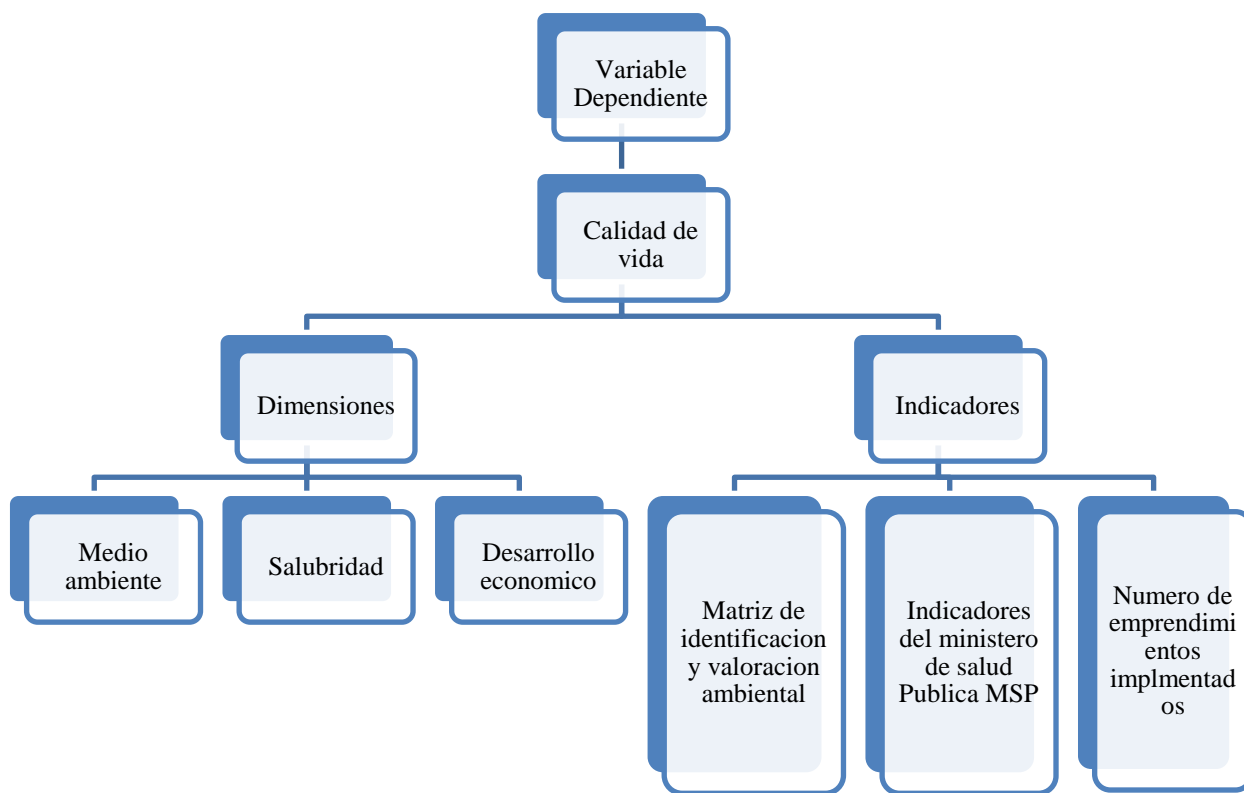 Variable
Dependiente
Calidad de
vida
Dimensiones
Indicadores
Medio
ambiente
Salubridad
Desarrollo
economico
Matriz de
identificacion
y valoracion
ambiental
Indicadores
del ministero
de salud
Publica MSP
Numero de
emprendimi
entos
implmentad
os